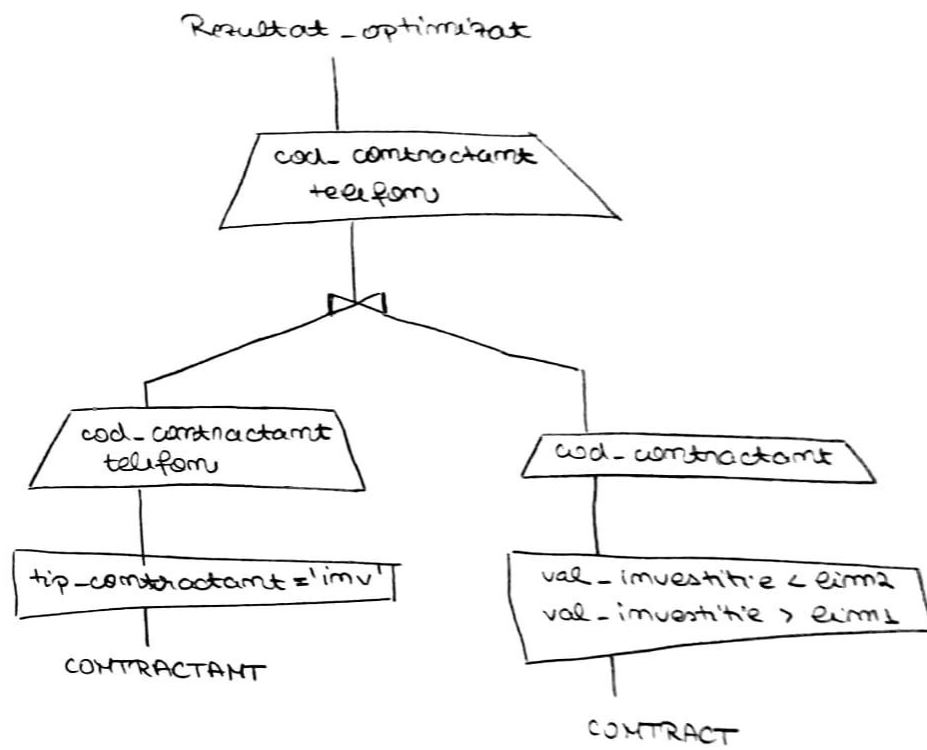 Rezultat_optimizat
cod_contractant
telefon
cod_contractant
telefon
cod_contractant
tip_contractant = 'inv'
val_investitie < lim2
val_investitie > lim1
CONTRACTANT
CONTRACT